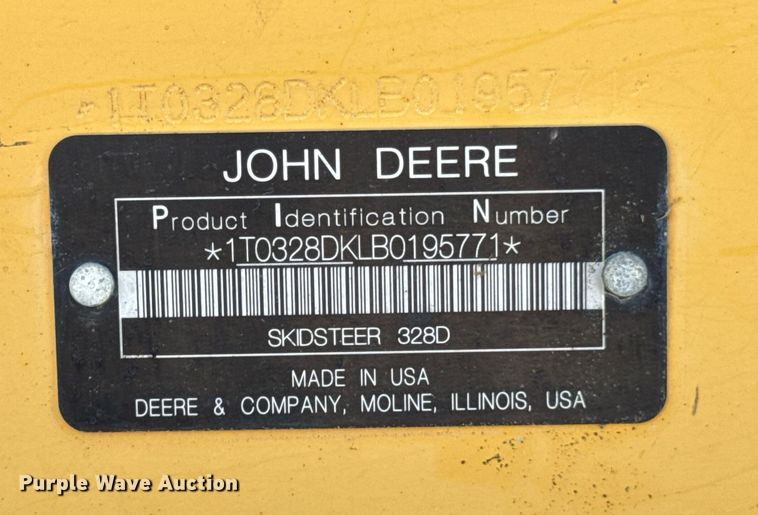 *1T0328DKLB0195771*
JOHN DEERE
Product Identification Number
*1T0328DKLB0195771*
SKIDSTEER 328D
MADE IN USA
DEERE & COMPANY, MOLINE, ILLINOIS, USA
Purple Wave Auction